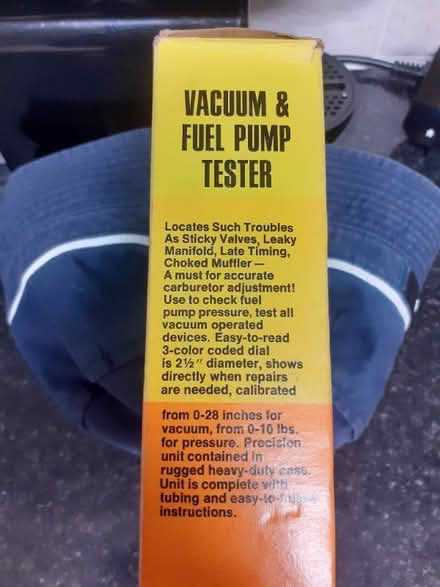 VACUUM &
FUEL PUMP
TESTER
Locates Such Troubles
As Sticky Valves, Leaky
Manifold, Late Timing,
Choked Muffler —
A must for accurate
carburetor adjustment!
Use to check fuel
pump pressure, test all
vacuum operated
devices. Easy-to-read
3-color coded dial
is 2½" diameter, shows
directly when repairs
are needed, calibrated
from 0-28 inches for
vacuum, from 0-10 lbs.
for pressure. Precision
unit contained in
rugged heavy-duty case.
Unit is complete with
tubing and easy-to-follow
instructions.